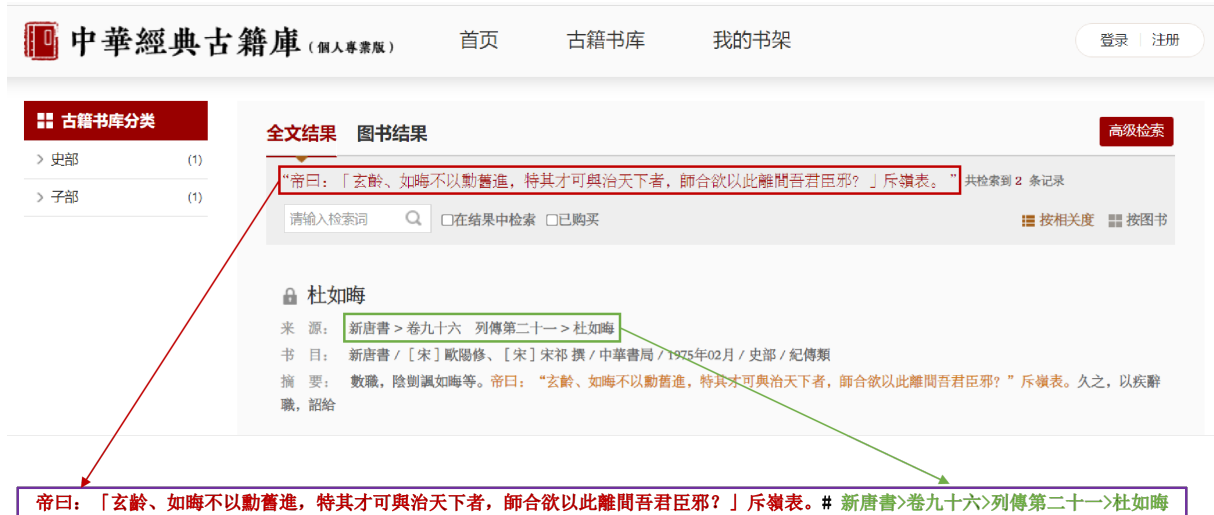 中華經典古籍庫（個人專業版） 首页 古籍书库 我的书架 登录 注册
古籍书库分类
史部 (1)
子部 (1)
全文结果 图书结果 高级检索
“帝曰：「玄齡、如晦不以勳舊進，特其才可與治天下者，師合欲以此離間吾君臣邪？」斥嶺表。” 共检索到 2 条记录
请输入检索词 在结果中检索 已购买 按相关度 按图书
杜如晦
来 源： 新唐書 > 卷九十六 列傳第二十一 > 杜如晦
书 目： 新唐書 / ［宋］歐陽修、［宋］宋祁 撰 / 中華書局 / 1975年02月 / 史部 / 紀傳類
摘 要： 數職，陰剴諷如晦等。帝曰：“玄齡、如晦不以勳舊進，特其才可與治天下者，師合欲以此離間吾君臣邪？”斥嶺表。久之，以疾辭
職，詔給
帝曰：「玄齡、如晦不以勳舊進，特其才可與治天下者，師合欲以此離間吾君臣邪？」斥嶺表。# 新唐書>卷九十六>列傳第二十一>杜如晦